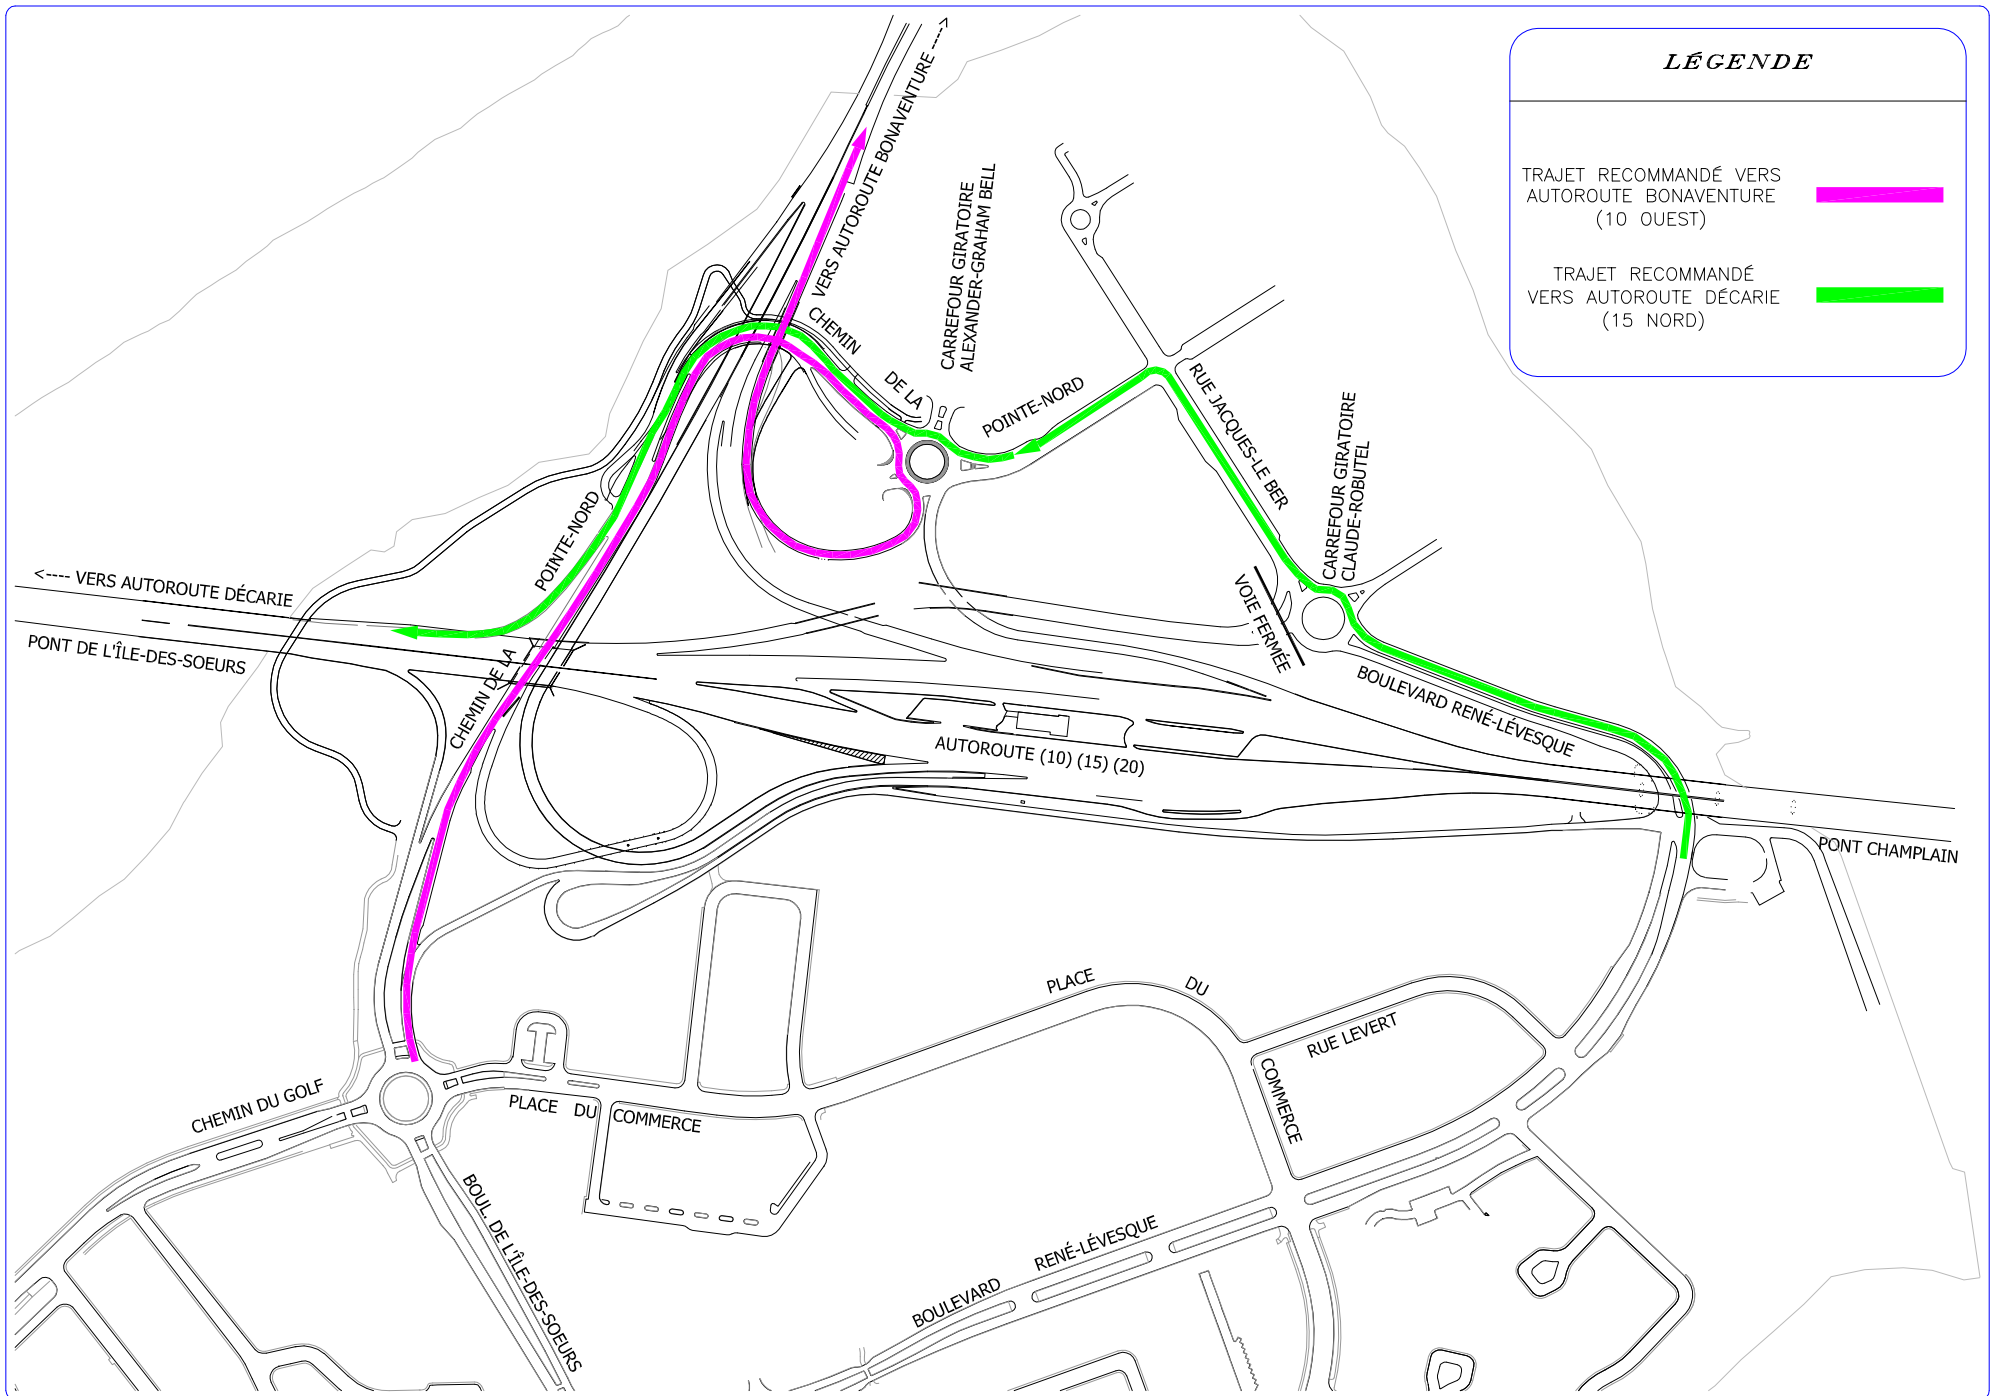 LÉGENDE
TRAJET RECOMMANDÉ VERS
AUTOROUTE BONAVENTURE
(10 OUEST)
TRAJET RECOMMANDÉ
VERS AUTOROUTE DÉCARIE
(15 NORD)
VERS AUTOROUTE BONAVENTURE ---->
CARREFOUR GIRATOIRE
ALEXANDER-GRAHAM BELL
CHEMIN
DE LA
POINTE-NORD
RUE JACQUES-LE BER
CARREFOUR GIRATOIRE
CLAUDE-ROBUTEL
POINTE-NORD
<---- VERS AUTOROUTE DÉCARIE
PONT DE L'ÎLE-DES-SOEURS
CHEMIN DE LA
VOIE FERMÉE
BOULEVARD RENÉ-LÉVESQUE
AUTOROUTE (10) (15) (20)
PONT CHAMPLAIN
PLACE
DU
RUE LEVERT
COMMERCE
CHEMIN DU GOLF
PLACE DU COMMERCE
BOUL. DE L'ÎLE-DES-SOEURS
BOULEVARD RENÉ-LÉVESQUE